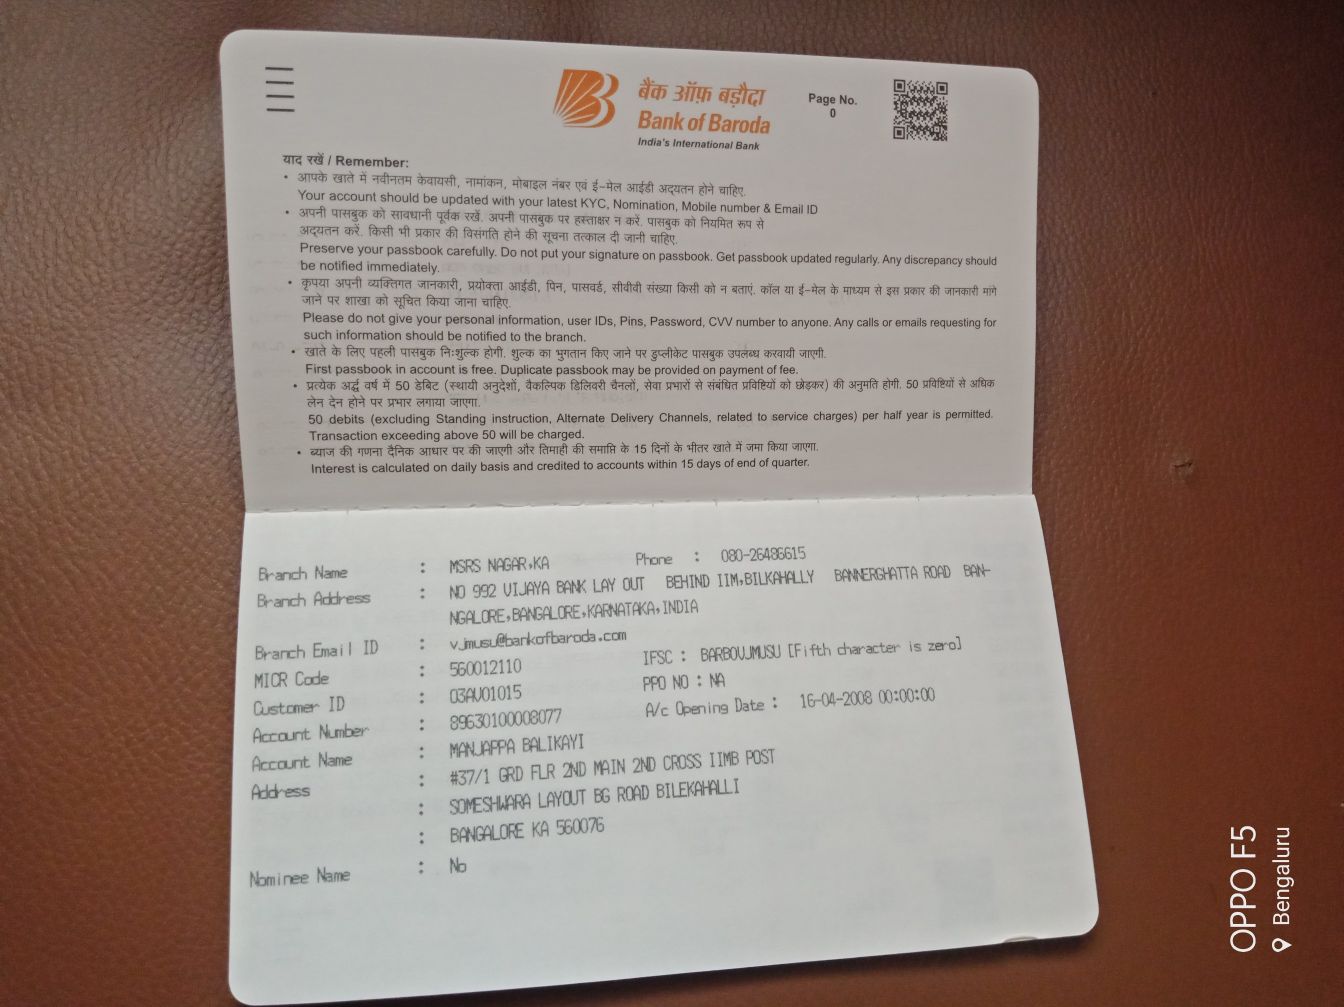 बैंक ऑफ़ बड़ौदा
Bank of Baroda
India's International Bank
Page No.
0
याद रखें / Remember:
• आपके खाते में नवीनतम केवायसी, नामांकन, मोबाइल नंबर एवं ई-मेल आईडी अद्यतन होने चाहिए.
Your account should be updated with your latest KYC, Nomination, Mobile number & Email ID
• अपनी पासबुक को सावधानी पूर्वक रखें. अपनी पासबुक पर हस्ताक्षर न करें. पासबुक को नियमित रूप से
अद्यतन करें. किसी भी प्रकार की विसंगति होने की सूचना तत्काल दी जानी चाहिए.
Preserve your passbook carefully. Do not put your signature on passbook. Get passbook updated regularly. Any discrepancy should
be notified immediately.
• कृपया अपनी व्यक्तिगत जानकारी, प्रयोक्ता आईडी, पिन, पासवर्ड, सीवीवी संख्या किसी को न बताएं. कॉल या ई-मेल के माध्यम से इस प्रकार की जानकारी मांगे
जाने पर शाखा को सूचित किया जाना चाहिए.
Please do not give your personal information, user IDs, Pins, Password, CVV number to anyone. Any calls or emails requesting for
such information should be notified to the branch.
• खाते के लिए पहली पासबुक निःशुल्क होगी. शुल्क का भुगतान किए जाने पर डुप्लीकेट पासबुक उपलब्ध करवायी जाएगी.
First passbook in account is free. Duplicate passbook may be provided on payment of fee.
• प्रत्येक अर्द्ध वर्ष में 50 डेबिट (स्थायी अनुदेशों, वैकल्पिक डिलिवरी चैनलों, सेवा प्रभारों से संबंधित प्रविष्टियों को छोड़कर) की अनुमति होगी. 50 प्रविष्टियों से अधिक
लेन देन होने पर प्रभार लगाया जाएगा.
50 debits (excluding Standing instruction, Alternate Delivery Channels, related to service charges) per half year is permitted.
Transaction exceeding above 50 will be charged.
• ब्याज की गणना दैनिक आधार पर की जाएगी और तिमाही की समाप्ति के 15 दिनों के भीतर खाते में जमा किया जाएगा.
Interest is calculated on daily basis and credited to accounts within 15 days of end of quarter.
Branch Name : MSRS NAGAR,KA Phone : 080-26486615
Branch Address : NO 992 VIJAYA BANK LAY OUT BEHIND IIM,BILKAHALLY BANNERGHATTA ROAD BAN-
NGALORE,BANGALORE,KARNATAKA,INDIA
Branch Email ID : vjmusu@bankofbaroda.com
MICR Code : 560012110 IFSC : BARB0VJMUSU [Fifth character is zero]
Customer ID : 03AV01015 PPO NO : NA
Account Number : 89630100008077 A/c Opening Date : 16-04-2008 00:00:00
Account Name : MANJAPPA BALIKAYI
Address : #37/1 GRD FLR 2ND MAIN 2ND CROSS IIMB POST
: SOMESHWARA LAYOUT BG ROAD BILEKAHALLI
: BANGALORE KA 560076
Nominee Name : No
OPPO F5
Bengaluru